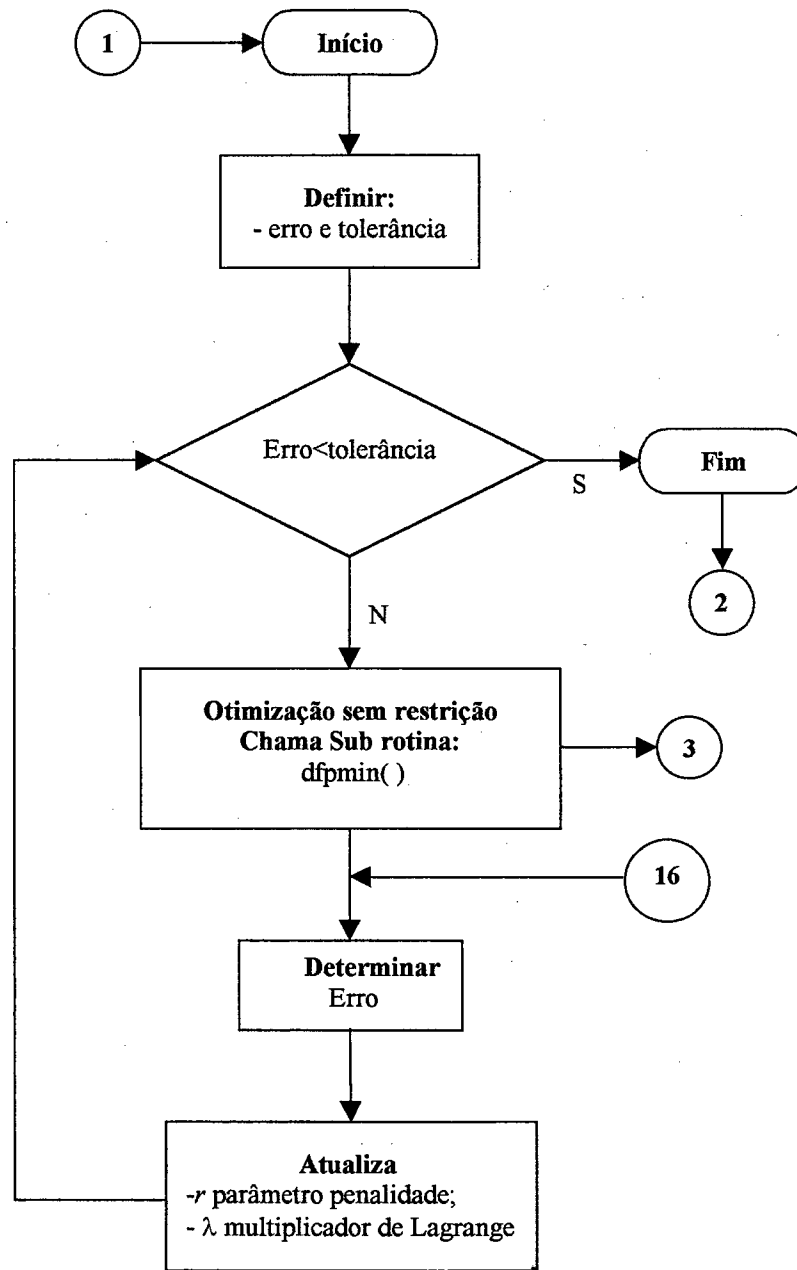 1
Início
Definir:
- erro e tolerância
Erro<tolerância
S
Fim
2
N
Otimização sem restrição
Chama Sub rotina:
dfpmin( )
3
16
Determinar
Erro
Atualiza
-r parâmetro penalidade;
- λ multiplicador de Lagrange